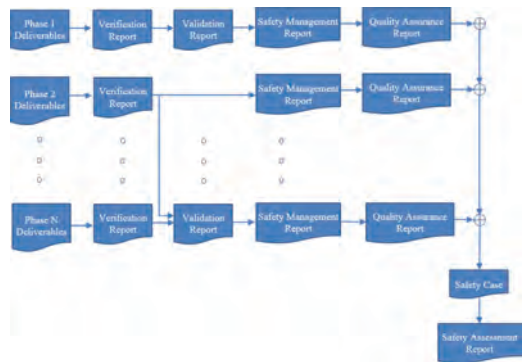 Phase 1
Deliverables
Verification
Report
Validation
Report
Safety Management
Report
Quality Assurance
Report
Phase 2
Deliverables
Verification
Report
Safety Management
Report
Quality Assurance
Report
Phase N
Deliverables
Verification
Report
Validation
Report
Safety Management
Report
Quality Assurance
Report
Safety Case
Safety Assessment
Report